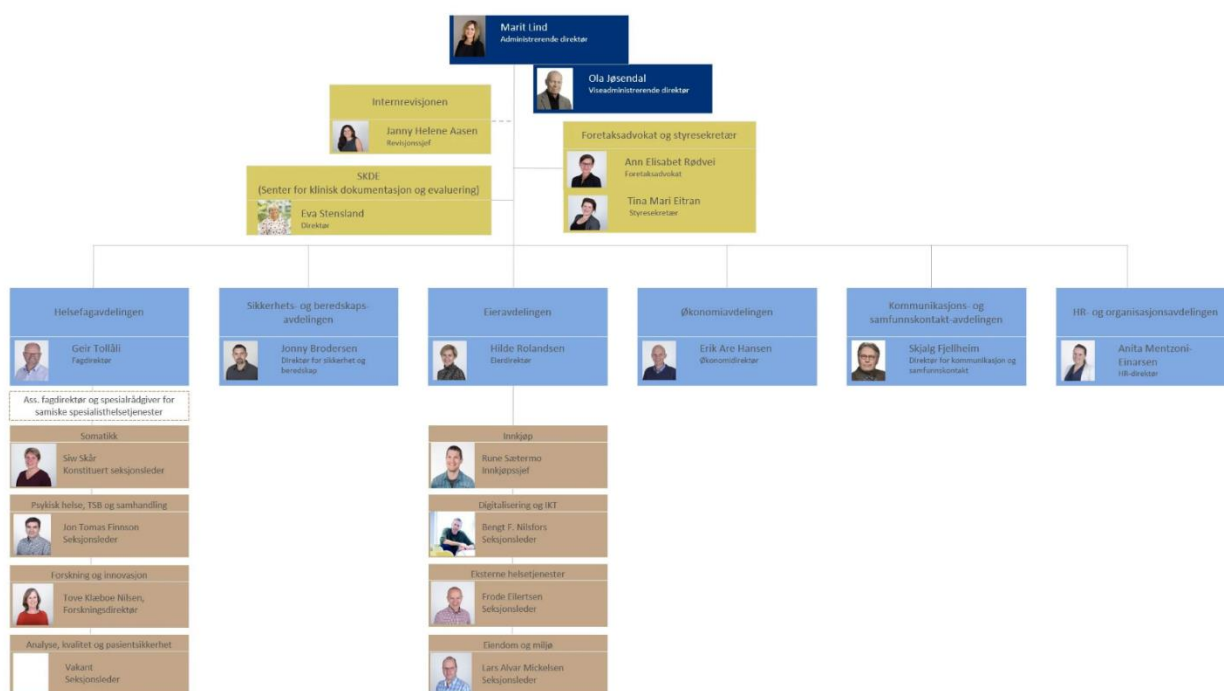 Marit Lind
Administrerende direktør
Ola Jøsendal
Viseadministrerende direktør
Internrevisjonen
Janny Helene Aasen
Revisjonssjef
Foretaksadvokat og styresekretær
Ann Elisabet Rødvei
Foretaksadvokat
Tina Mari Eitran
Styresekretær
SKDE
(Senter for klinisk dokumentasjon og evaluering)
Eva Stensland
Direktør
Helsefagavdelingen
Geir Tollåli
Fagdirektør
Sikkerhets- og beredskaps-
avdelingen
Jonny Brodersen
Direktør for sikkerhet og
beredskap
Eieravdelingen
Hilde Rolandsen
Eierdirektør
Økonomiavdelingen
Erik Are Hansen
Økonomidirektør
Kommunikasjons- og
samfunnskontakt-avdelingen
Skjalg Fjellheim
Direktør for kommunikasjon og
samfunnskontakt
HR- og organisasjonsavdelingen
Anita Mentzoni-
Einarsen
HR-direktør
Ass. fagdirektør og spesialrådgiver for
samiske spesialisthelsetjenester
Somatikk
Siw Skår
Konstituert seksjonsleder
Psykisk helse, TSB og samhandling
Jon Tomas Finnson
Seksjonsleder
Forskning og innovasjon
Tove Klæboe Nilsen,
Forskningsdirektør
Analyse, kvalitet og pasientsikkerhet
Vakant
Seksjonsleder
Innkjøp
Rune Sætermo
Innkjøpssjef
Digitalisering og IKT
Bengt F. Nilsfors
Seksjonsleder
Eksterne helsetjenester
Frode Eilertsen
Seksjonsleder
Eiendom og miljø
Lars Alvar Mickelsen
Seksjonsleder